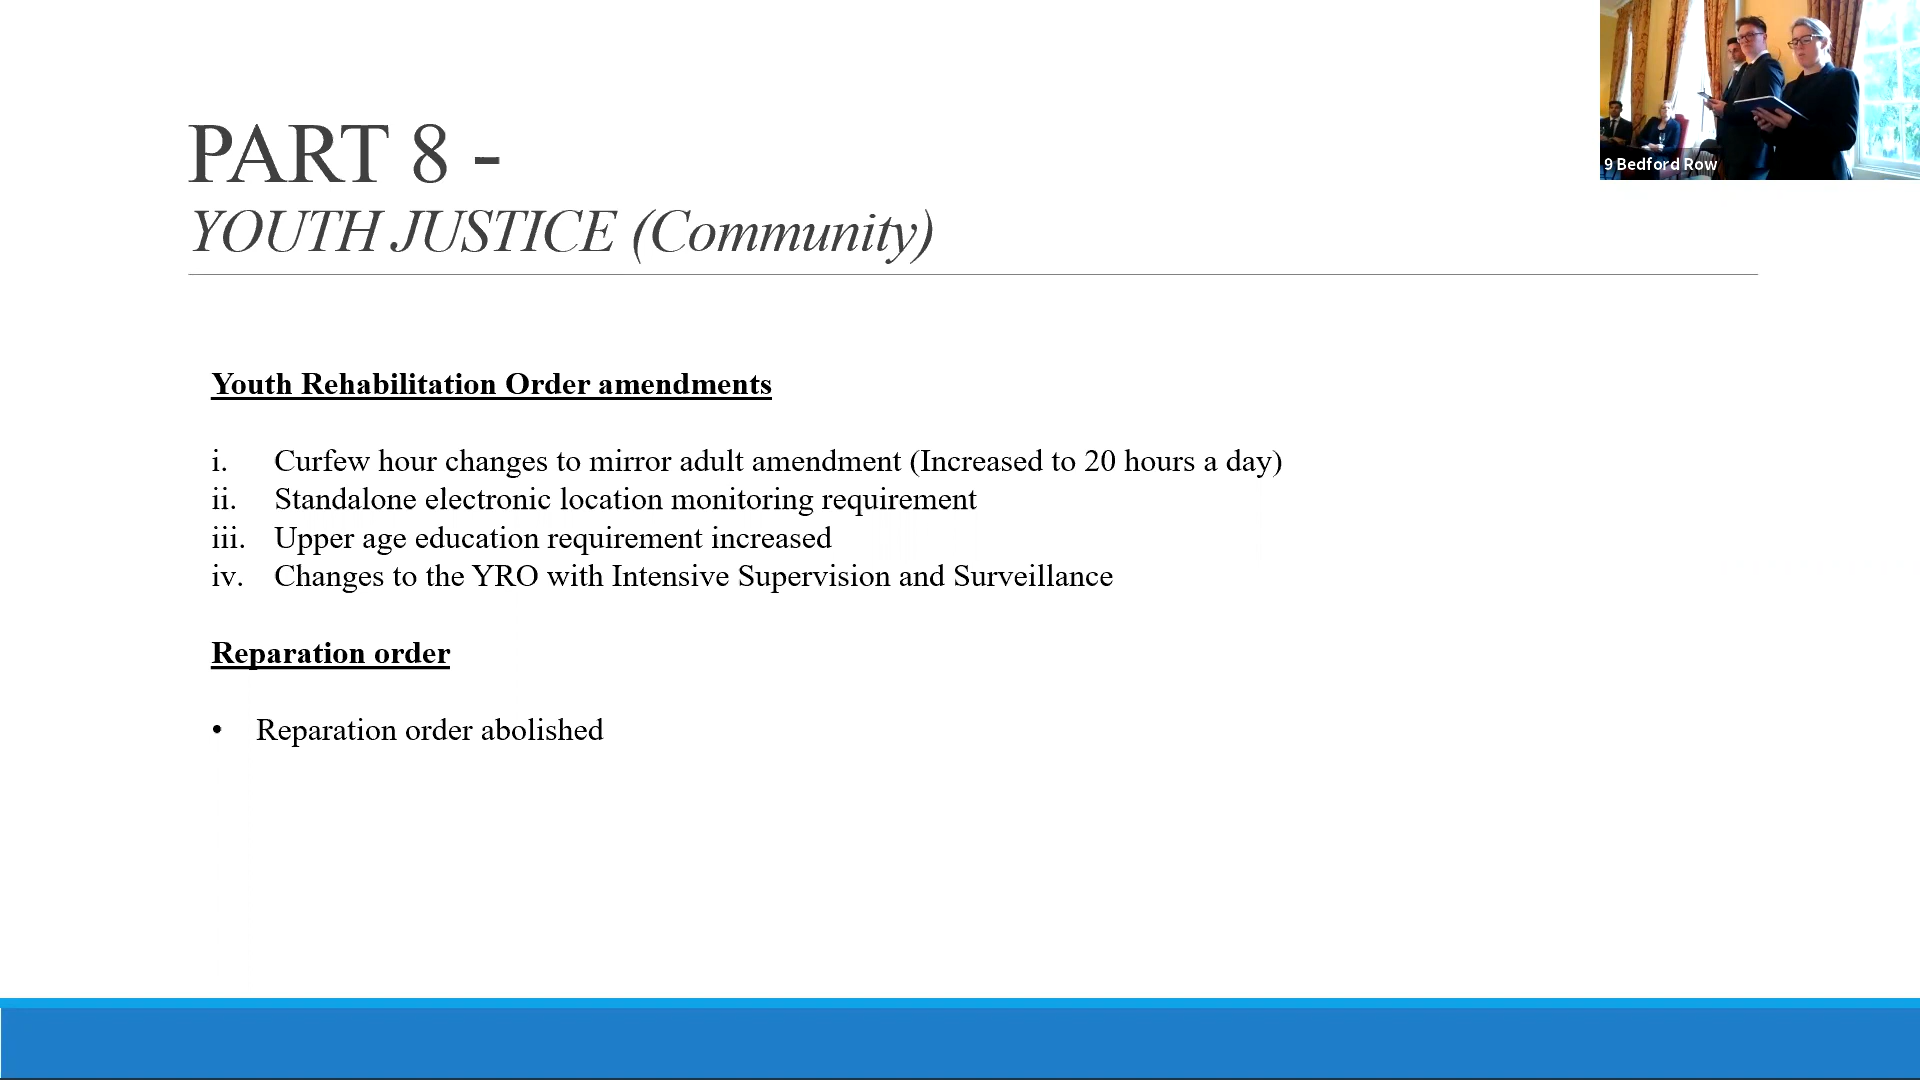 PART 8 -
YOUTH JUSTICE (Community)
9 Bedford Row
Youth Rehabilitation Order amendments
i. Curfew hour changes to mirror adult amendment (Increased to 20 hours a day)
ii. Standalone electronic location monitoring requirement
iii. Upper age education requirement increased
iv. Changes to the YRO with Intensive Supervision and Surveillance
Reparation order
• Reparation order abolished